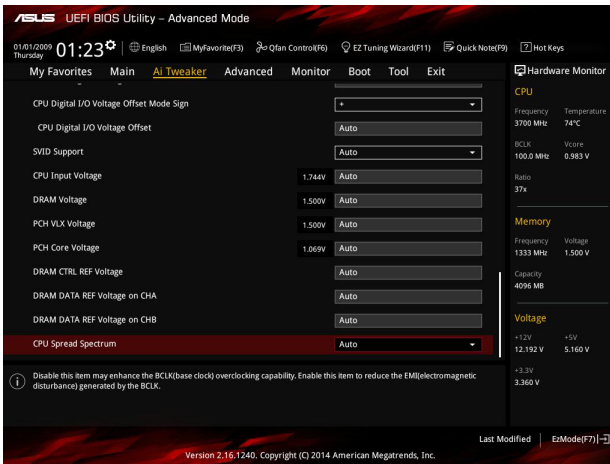 ASUS UEFI BIOS Utility – Advanced Mode
01/01/2009 Thursday 01:23 English MyFavorite(F3) Qfan Control(F6) EZ Tuning Wizard(F11) Quick Note(F9) ? Hot Keys
My Favorites Main Ai Tweaker Advanced Monitor Boot Tool Exit
CPU Digital I/O Voltage Offset Mode Sign +
CPU Digital I/O Voltage Offset Auto
SVID Support Auto
CPU Input Voltage 1.744V Auto
DRAM Voltage 1.500V Auto
PCH VLX Voltage 1.500V Auto
PCH Core Voltage 1.069V Auto
DRAM CTRL REF Voltage Auto
DRAM DATA REF Voltage on CHA Auto
DRAM DATA REF Voltage on CHB Auto
CPU Spread Spectrum Auto
Disable this item may enhance the BCLK(base clock) overclocking capability. Enable this item to reduce the EMI(electromagnetic
disturbance) generated by the BCLK.
Hardware Monitor
CPU
Frequency Temperature
3700 MHz 74°C
BCLK Vcore
100.0 MHz 0.983 V
Ratio
37x
Memory
Frequency Voltage
1333 MHz 1.500 V
Capacity
4096 MB
Voltage
+12V +5V
12.192 V 5.160 V
+3.3V
3.360 V
Last Modified EzMode(F7)
Version 2.16.1240. Copyright (C) 2014 American Megatrends, Inc.